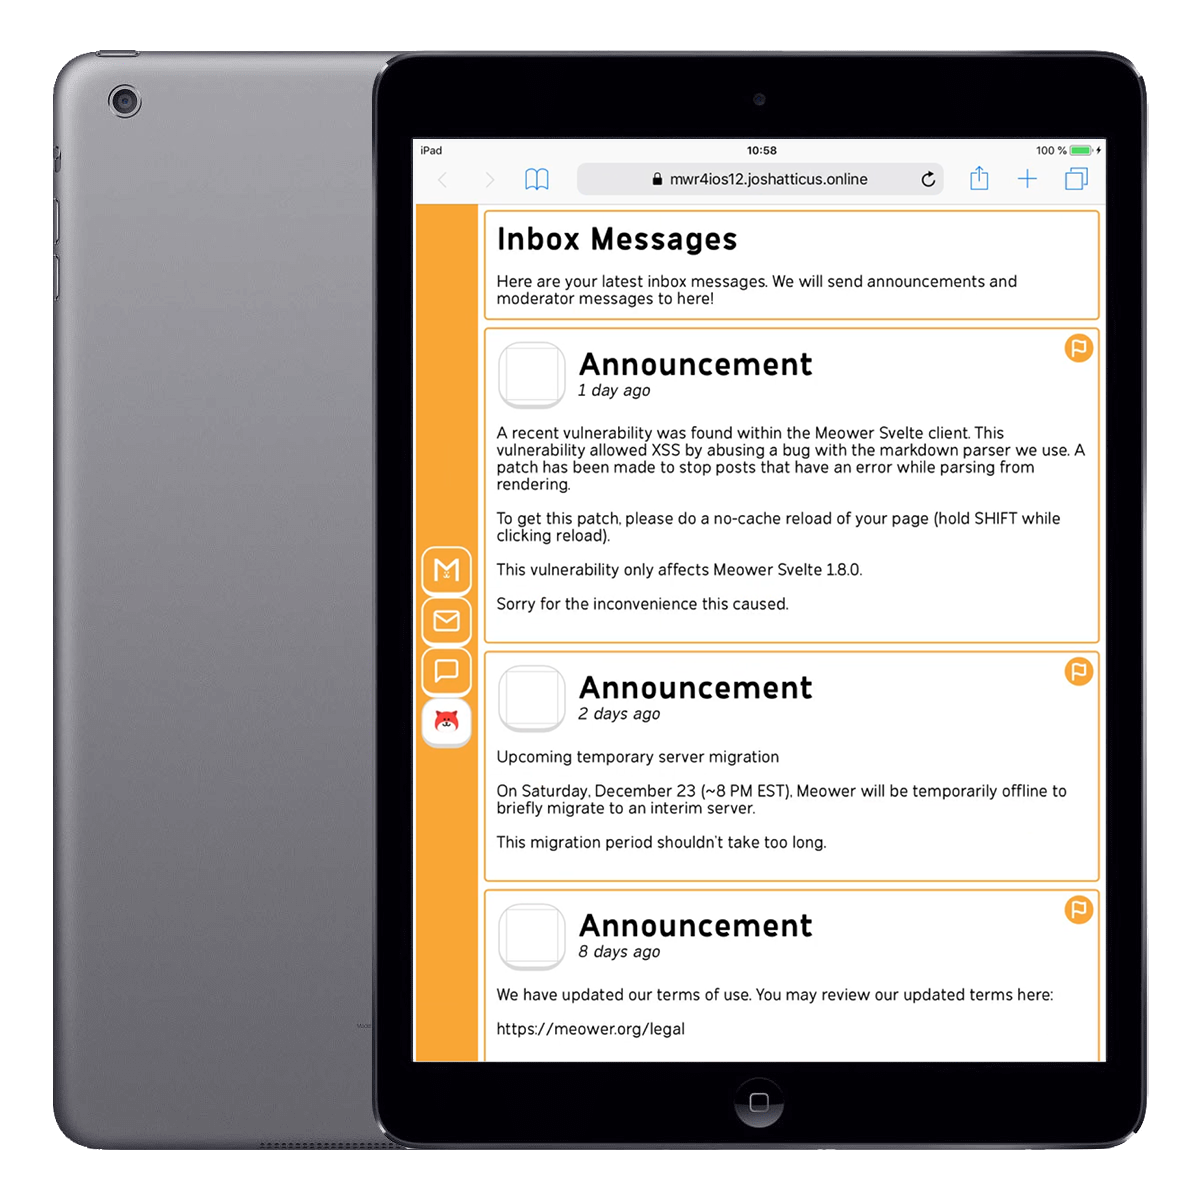 iPad
10:58
100 %
mwr4ios12.joshatticus.online
Inbox Messages
Here are your latest inbox messages. We will send announcements and
moderator messages to here!
Announcement
1 day ago
A recent vulnerability was found within the Meower Svelte client. This
vulnerability allowed XSS by abusing a bug with the markdown parser we use. A
patch has been made to stop posts that have an error while parsing from
rendering.
To get this patch, please do a no-cache reload of your page (hold SHIFT while
clicking reload).
This vulnerability only affects Meower Svelte 1.8.0.
Sorry for the inconvenience this caused.
Announcement
2 days ago
Upcoming temporary server migration
On Saturday, December 23 (~8 PM EST), Meower will be temporarily offline to
briefly migrate to an interim server.
This migration period shouldn't take too long.
Announcement
8 days ago
We have updated our terms of use. You may review our updated terms here:
https://meower.org/legal